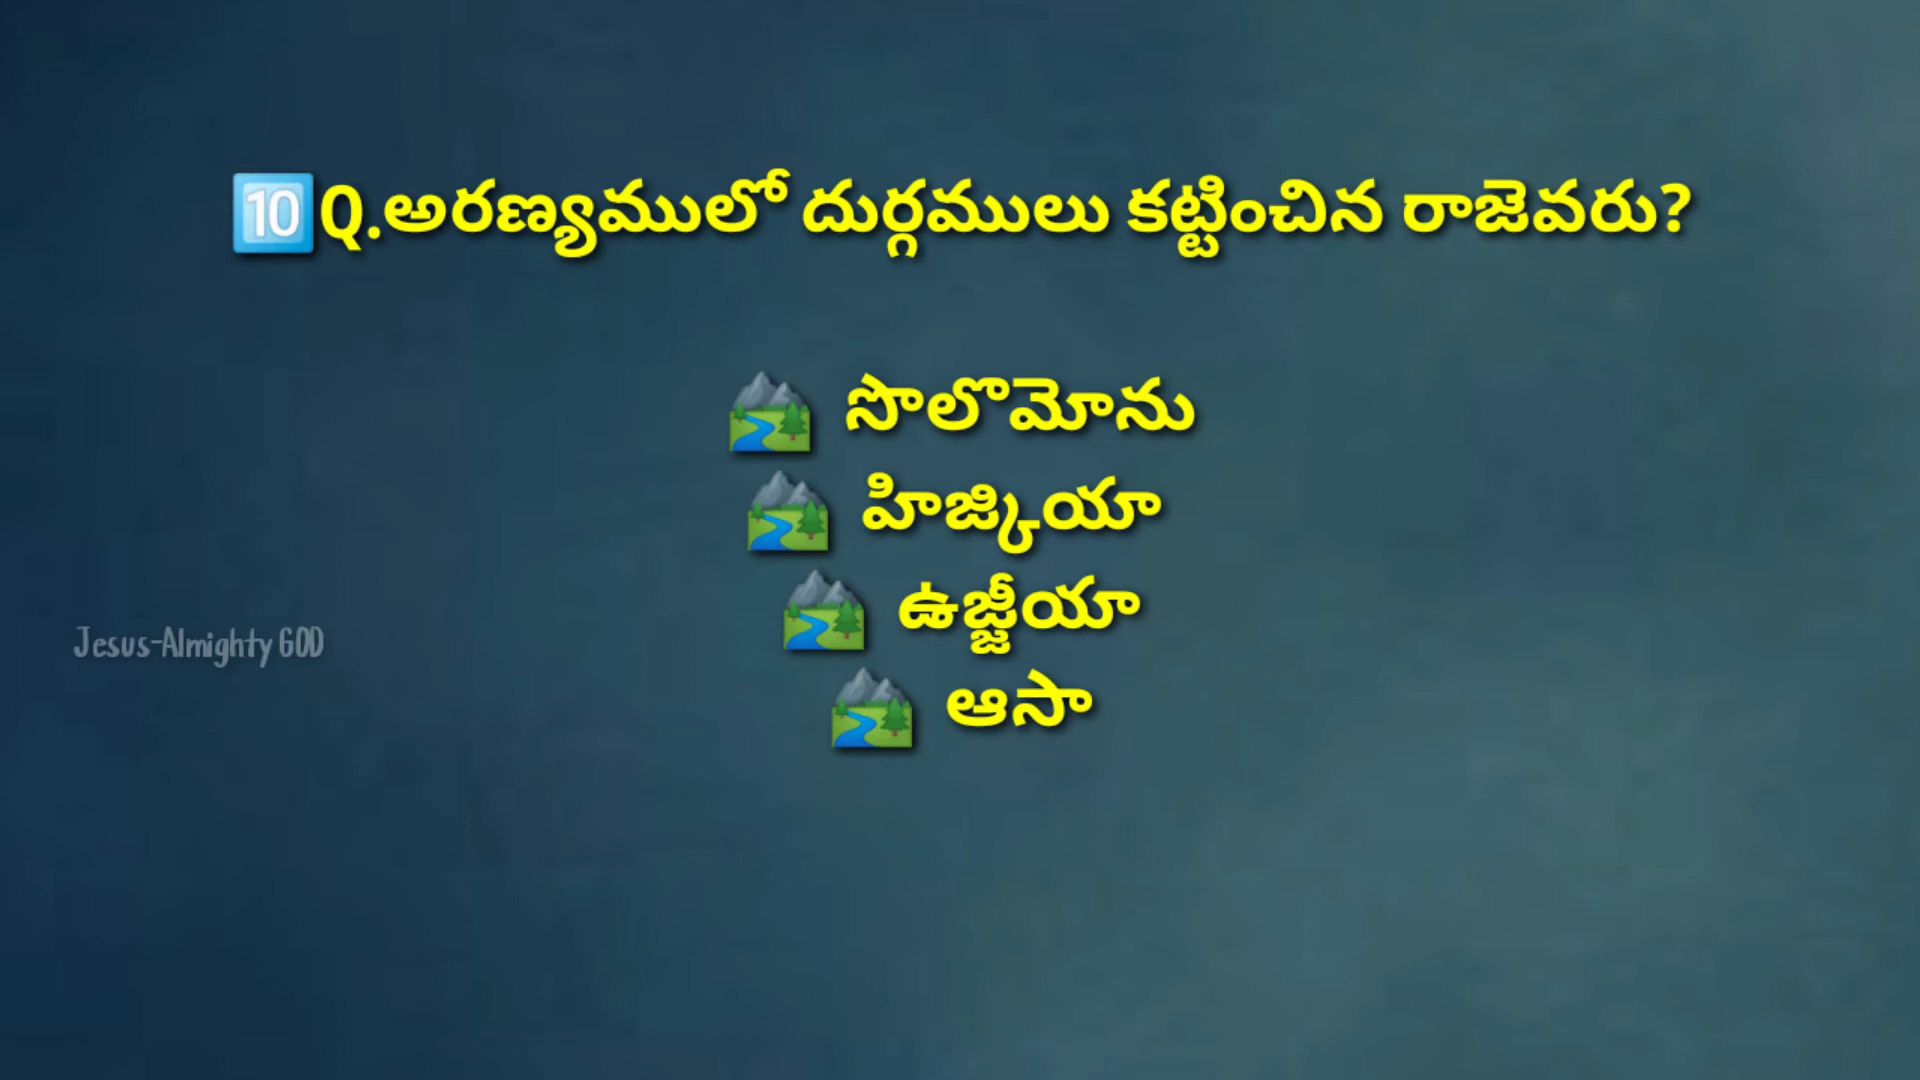 🔟Q.అరణ్యములో దుర్గములు కట్టించిన రాజెవరు?
🏞️ సొలొమోను
🏞️ హిజ్కియా
🏞️ ఉజ్జీయా
Jesus-Almighty GOD
🏞️ ఆసా